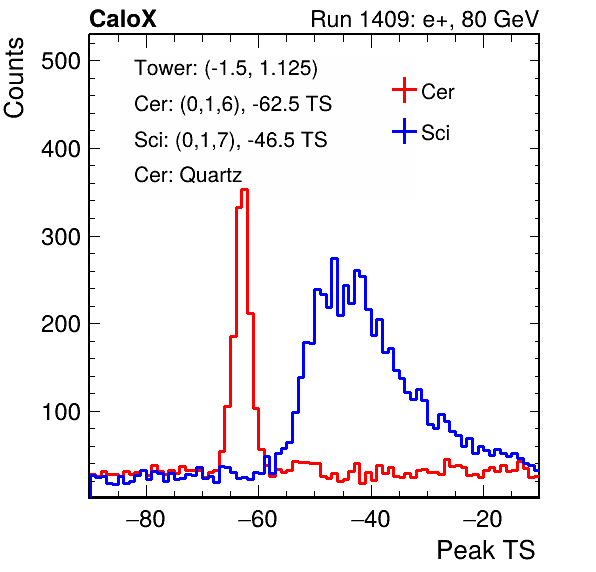 CaloX Run 1409: e+, 80 GeV
Counts
Tower: (-1.5, 1.125)
Cer: (0,1,6), -62.5 TS
Sci: (0,1,7), -46.5 TS
Cer: Quartz
Cer
Sci
500
400
300
200
100
−80 −60 −40 −20
Peak TS